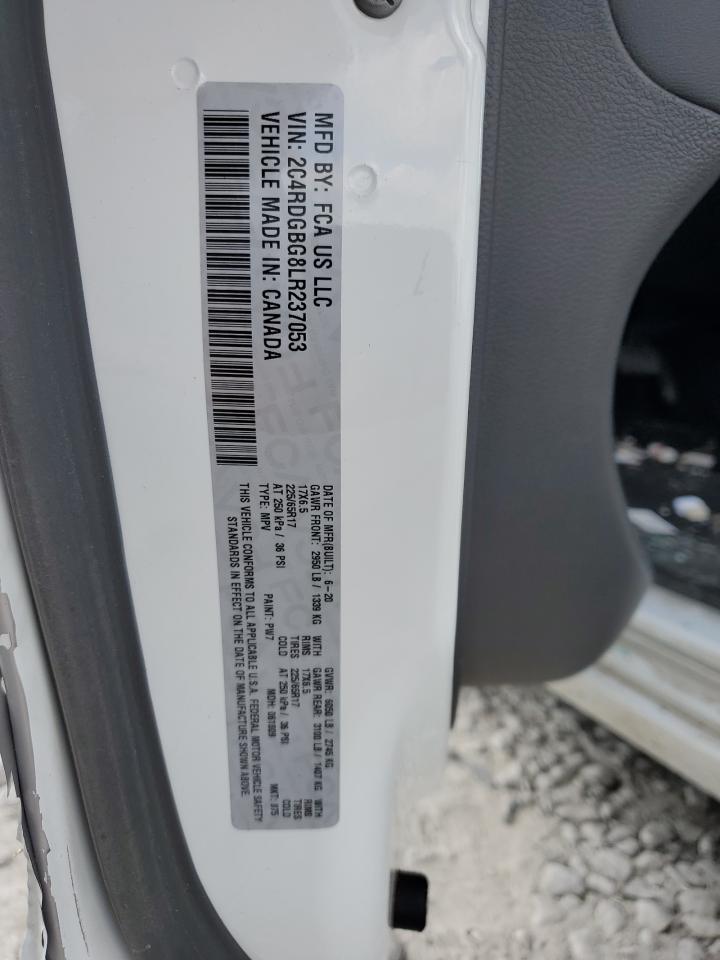 MFD BY: FCA US LLC
VIN: 2C4RDGBG8LR237053
VEHICLE MADE IN: CANADA
DATE OF MFR(BUILT): 6-20 GVWR: 6050 LB / 2745 KG
GAWR FRONT: 2950 LB / 1339 KG WITH GAWR REAR: 3100 LB / 1407 KG WITH
17X6.5 RIMS 17X6.5 RIMS
225/65R17 TIRES 225/65R17 TIRES
AT 250 kPa / 36 PSI COLD AT 250 kPa / 36 PSI COLD
TYPE: MPV PAINT: PW7 MDH: 061809 MKT:
THIS VEHICLE CONFORMS TO ALL APPLICABLE U.S.A. FEDERAL MOTOR VEHICLE SAFETY
STANDARDS IN EFFECT ON THE DATE OF MANUFACTURE SHOWN ABOVE.